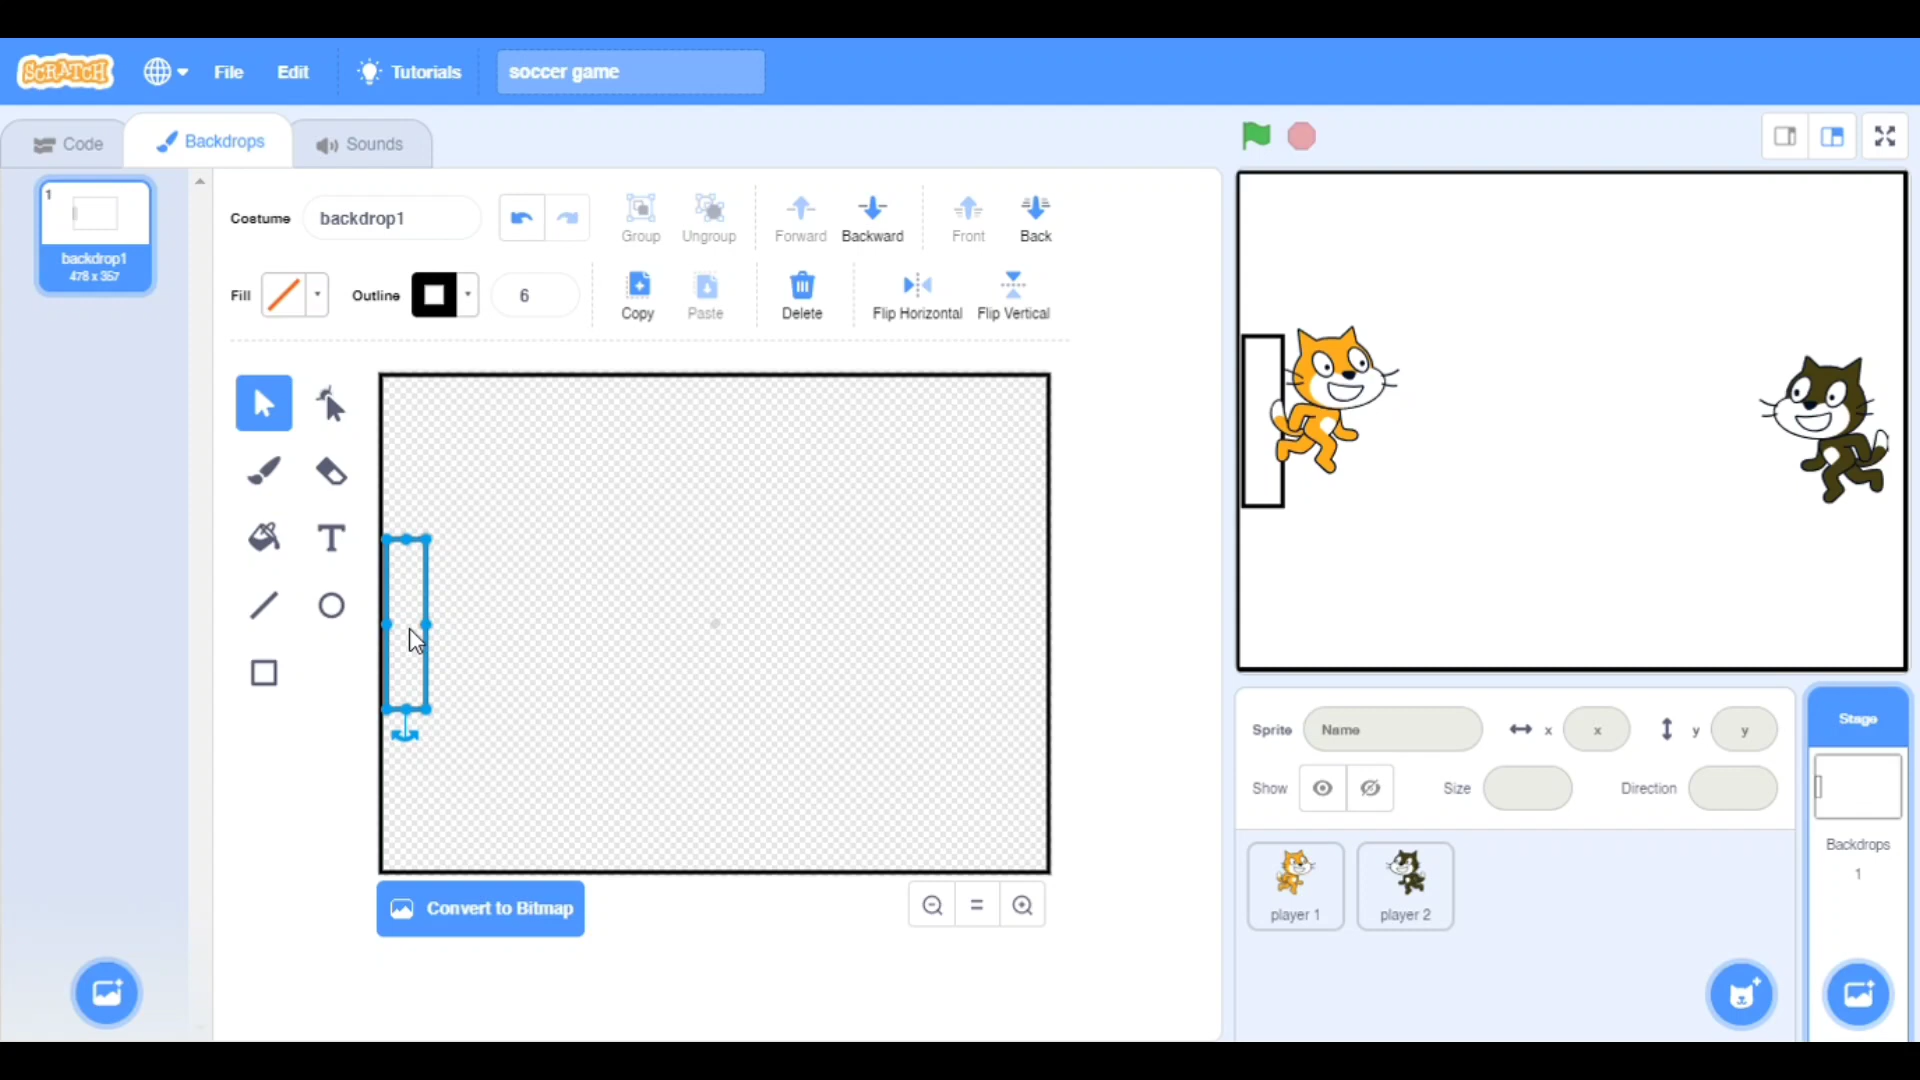 SCRATCH File Edit Tutorials soccer game
Code Backdrops Sounds
1
backdrop1
478 x 357
Costume backdrop1 Group Ungroup Forward Backward Front Back
Fill Outline 6 Copy Paste Delete Flip Horizontal Flip Vertical
T
Convert to Bitmap
=
Sprite Name x x y y
Show Size Direction
player 1 player 2
Stage
Backdrops
1